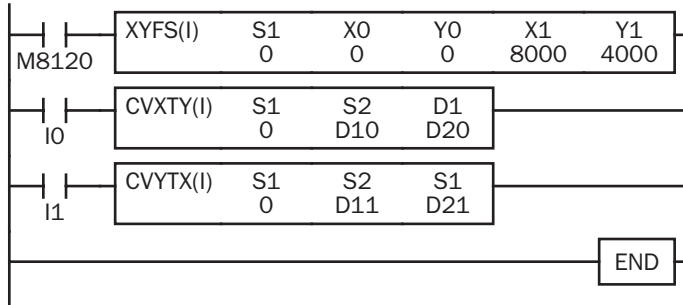 XYFS(I) S1 X0 Y0 X1 Y1
M8120 0 0 0 8000 4000
CVXTY(I) S1 S2 D1
I0 0 D10 D20
CVYTX(I) S1 S2 S1
I1 0 D11 D21
END